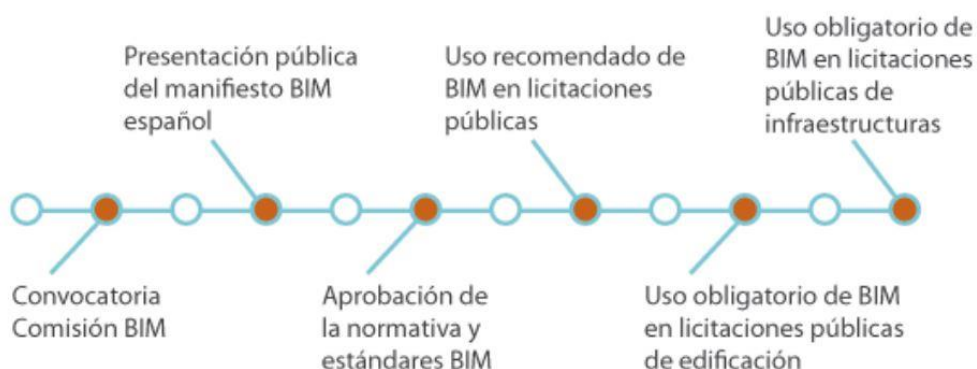 Presentación pública
del manifiesto BIM
español
Uso recomendado de
BIM en licitaciones
públicas
Uso obligatorio de
BIM en licitaciones
públicas de
infraestructuras
Convocatoria
Comisión BIM
Aprobación de
la normativa y
estándares BIM
Uso obligatorio de BIM
en licitaciones públicas
de edificación